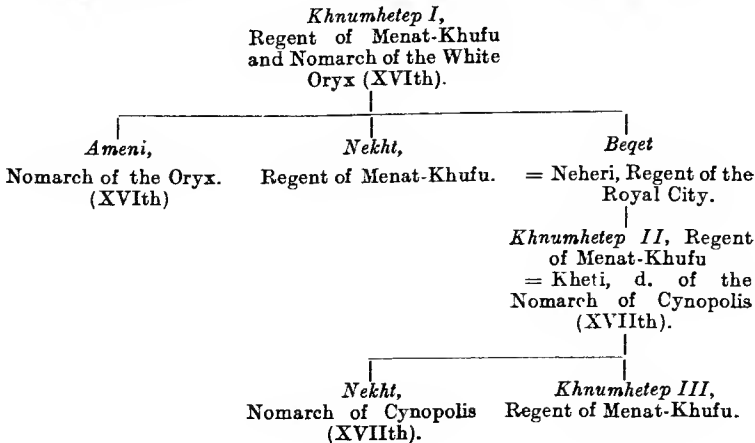 Khnumhetep I,
Regent of Menat-Khufu
and Nomarch of the White
Oryx (XVIth).
Ameni,
Nomarch of the Oryx.
(XVIth)
Nekht,
Regent of Menat-Khufu.
Beqet
= Neheri, Regent of the
Royal City.
Khnumhetep II, Regent
of Menat-Khufu
= Kheti, d. of the
Nomarch of Cynopolis
(XVIIth).
Nekht,
Nomarch of Cynopolis
(XVIIth).
Khnumhetep III,
Regent of Menat-Khufu.